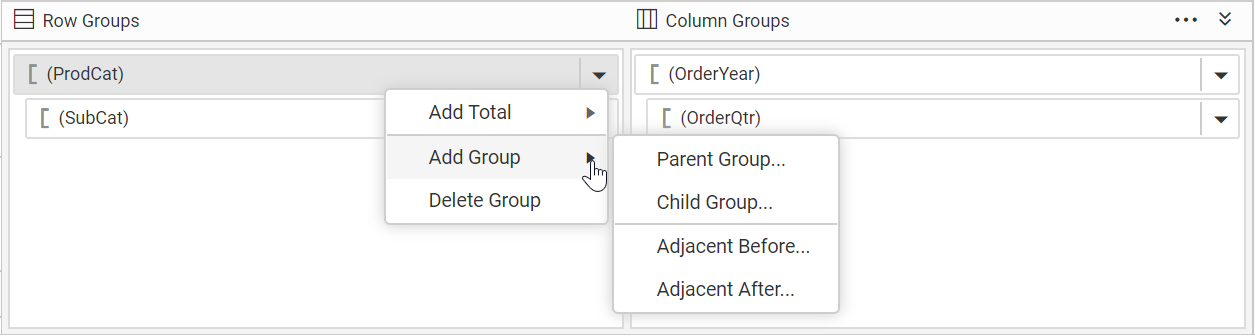 Row Groups
Column Groups
(ProdCat)
(OrderYear)
(SubCat)
(OrderQtr)
Add Total
Add Group
Delete Group
Parent Group...
Child Group...
Adjacent Before...
Adjacent After...